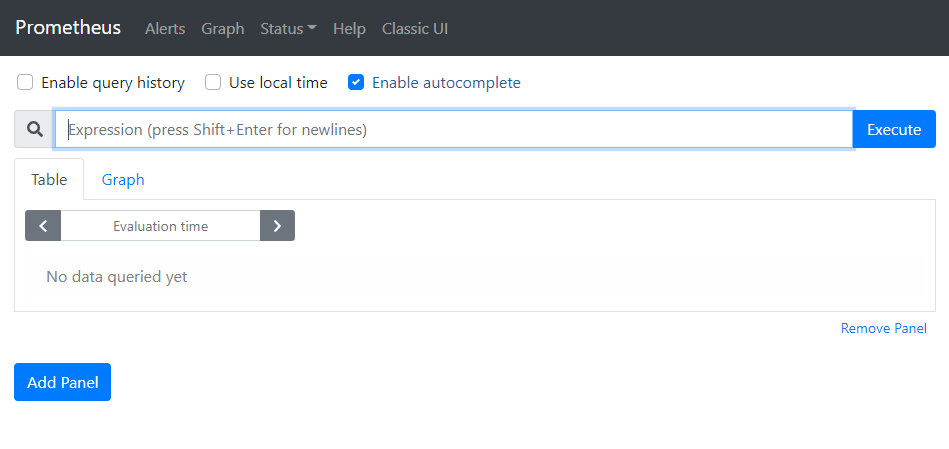 Prometheus Alerts Graph Status Help Classic UI
Enable query history Use local time Enable autocomplete
Expression (press Shift+Enter for newlines) Execute
Table Graph
Evaluation time
No data queried yet
Remove Panel
Add Panel